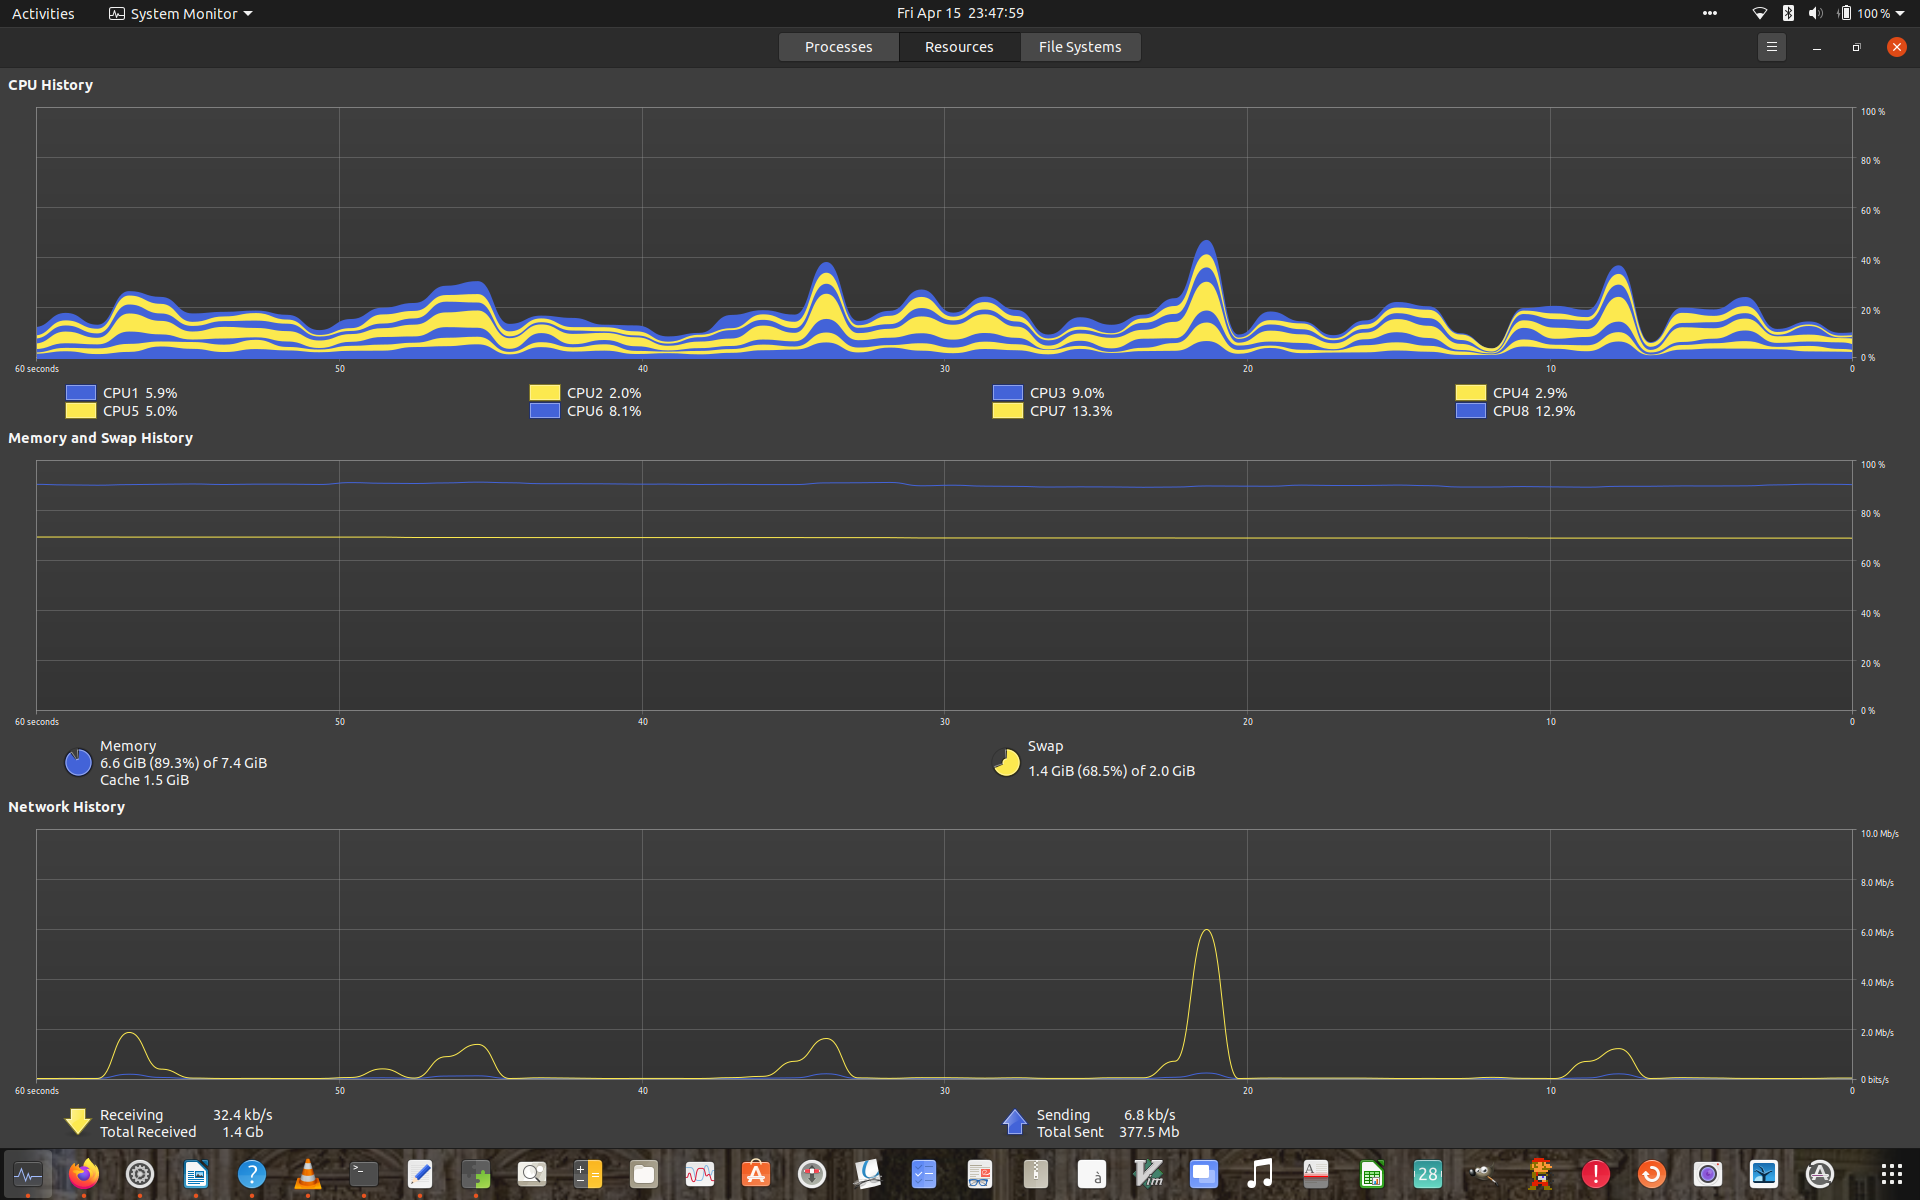 Activities System Monitor Fri Apr 15 23:47:59 100 %
Processes Resources File Systems
CPU History
100 %
80 %
60 %
40 %
20 %
0 %
60 seconds 50 40 30 20 10 0
CPU1 5.9% CPU2 2.0% CPU3 9.0% CPU4 2.9%
CPU5 5.0% CPU6 8.1% CPU7 13.3% CPU8 12.9%
Memory and Swap History
100 %
80 %
60 %
40 %
20 %
0 %
60 seconds 50 40 30 20 10 0
Memory
6.6 GiB (89.3%) of 7.4 GiB
Cache 1.5 GiB
Swap
1.4 GiB (68.5%) of 2.0 GiB
Network History
10.0 Mb/s
8.0 Mb/s
6.0 Mb/s
4.0 Mb/s
2.0 Mb/s
0 bits/s
60 seconds 50 40 30 20 10 0
Receiving 32.4 kb/s
Total Received 1.4 Gb
Sending 6.8 kb/s
Total Sent 377.5 Mb
? >_ à Vim A 28 !